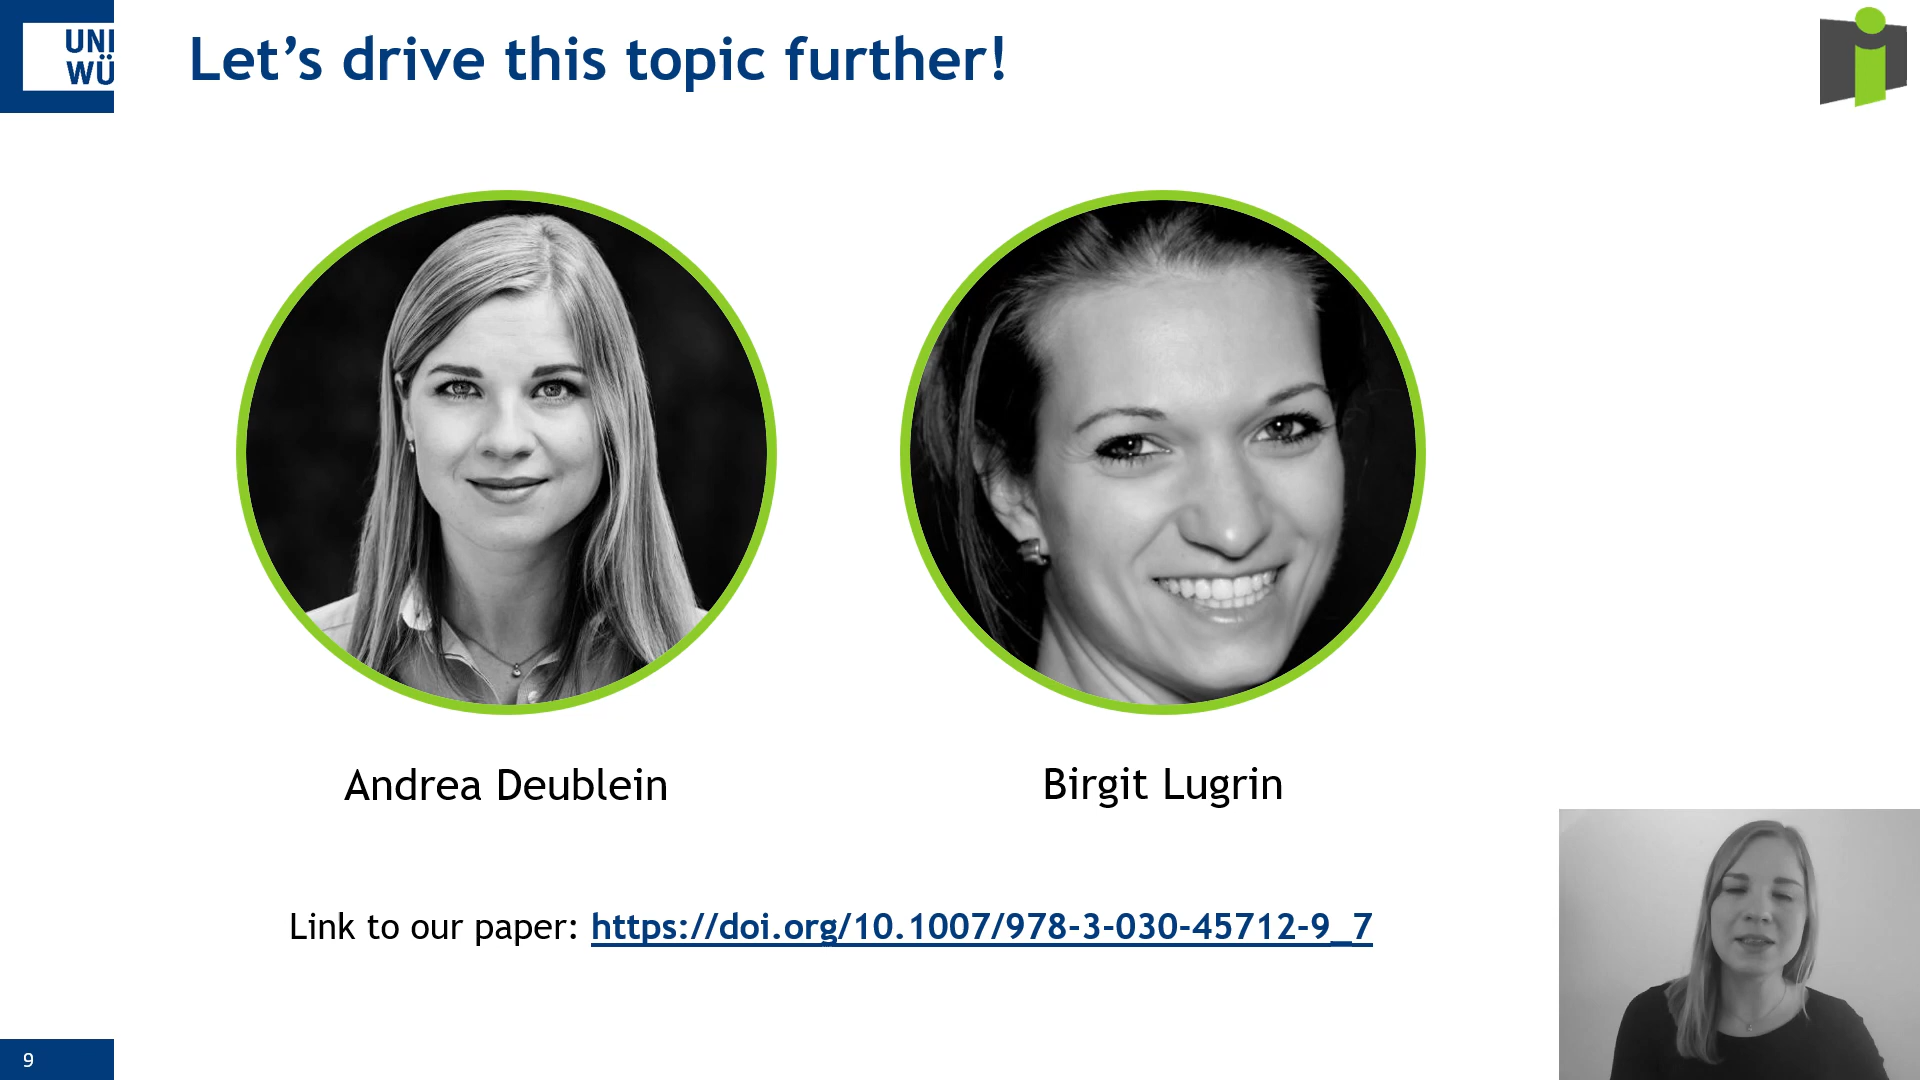 UNI
WÜ
Let's drive this topic further!
Andrea Deublein
Birgit Lugrin
Link to our paper: https://doi.org/10.1007/978-3-030-45712-9_7
9